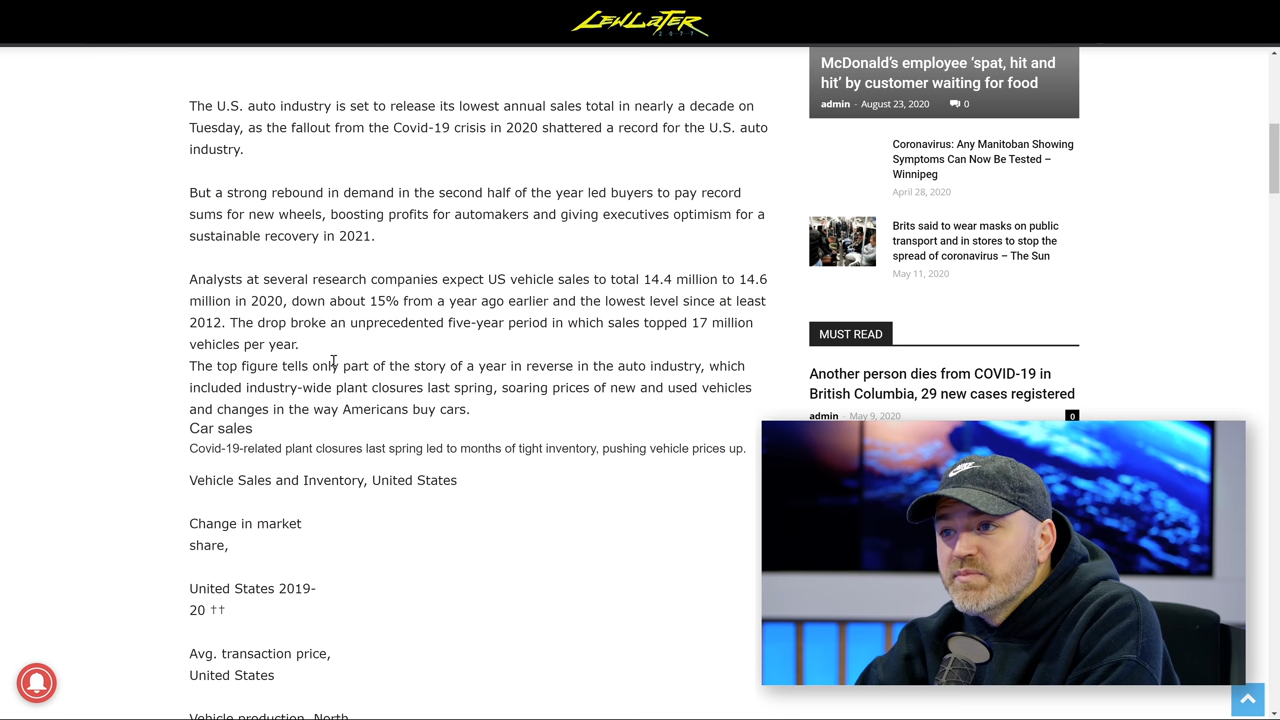 LEWLATER
2077
The U.S. auto industry is set to release its lowest annual sales total in nearly a decade on
Tuesday, as the fallout from the Covid-19 crisis in 2020 shattered a record for the U.S. auto
industry.
But a strong rebound in demand in the second half of the year led buyers to pay record
sums for new wheels, boosting profits for automakers and giving executives optimism for a
sustainable recovery in 2021.
Analysts at several research companies expect US vehicle sales to total 14.4 million to 14.6
million in 2020, down about 15% from a year ago earlier and the lowest level since at least
2012. The drop broke an unprecedented five-year period in which sales topped 17 million
vehicles per year.
The top figure tells only part of the story of a year in reverse in the auto industry, which
included industry-wide plant closures last spring, soaring prices of new and used vehicles
and changes in the way Americans buy cars.
Car sales
Covid-19-related plant closures last spring led to months of tight inventory, pushing vehicle prices up.
Vehicle Sales and Inventory, United States
Change in market
share,
United States 2019-
20 ††
Avg. transaction price,
United States
Vehicle production, North
McDonald's employee ‘spat, hit and
hit’ by customer waiting for food
admin - August 23, 2020 0
Coronavirus: Any Manitoban Showing
Symptoms Can Now Be Tested –
Winnipeg
April 28, 2020
Brits said to wear masks on public
transport and in stores to stop the
spread of coronavirus – The Sun
May 11, 2020
MUST READ
Another person dies from COVID-19 in
British Columbia, 29 new cases registered
admin - May 9, 2020 0